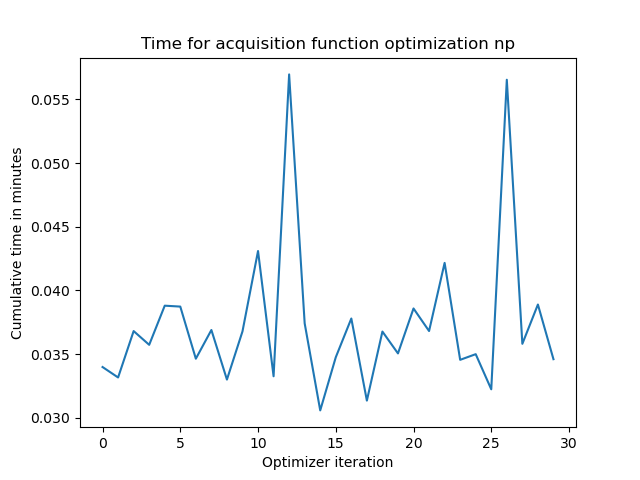 Time for acquisition function optimization np
0.055
0.050
0.045
0.040
0.035
0.030
Cumulative time in minutes
0 5 10 15 20 25 30
Optimizer iteration